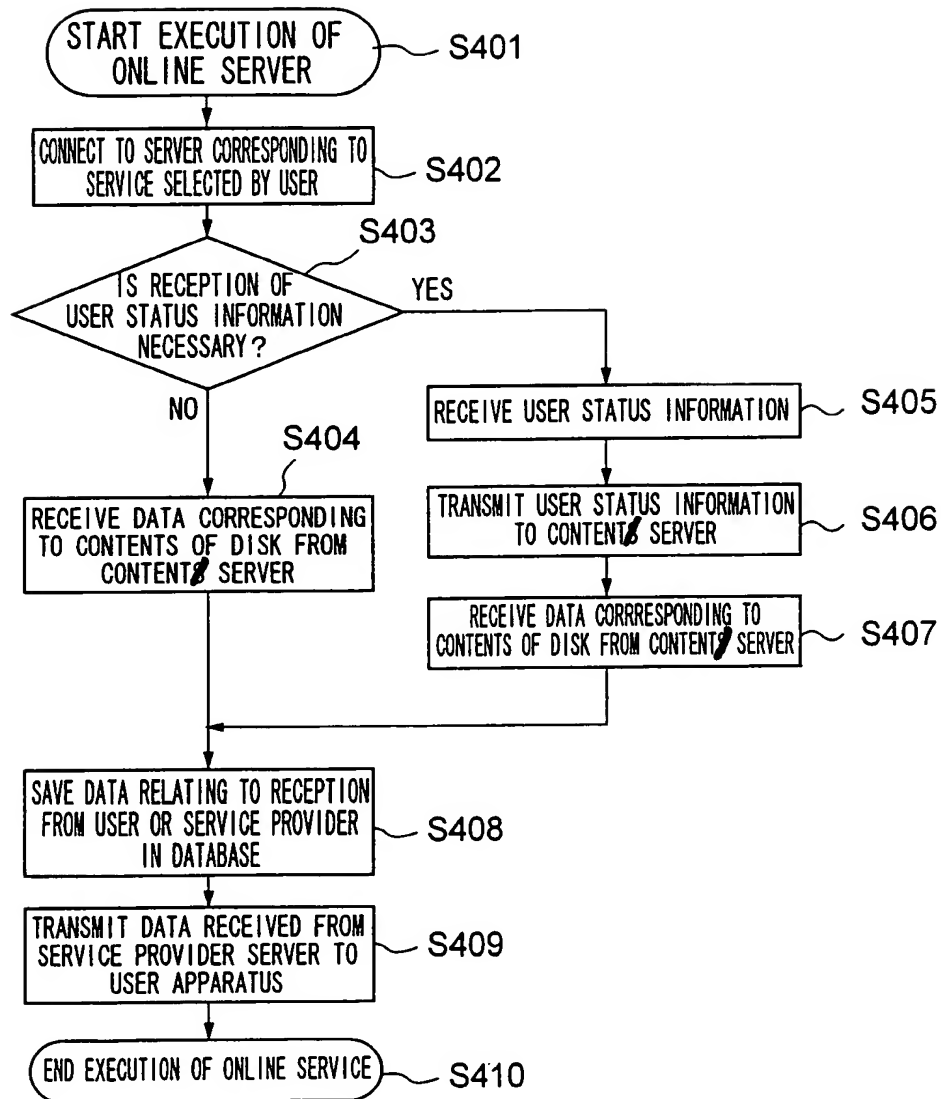 START EXECUTION OF
ONLINE SERVER
S401
CONNECT TO SERVER CORRESPONDING TO
SERVICE SELECTED BY USER
S402
S403
IS RECEPTION OF
USER STATUS INFORMATION
NECESSARY?
YES
NO
S404
RECEIVE DATA CORRESPONDING
TO CONTENTS OF DISK FROM
CONTENTS SERVER
RECEIVE USER STATUS INFORMATION
S405
TRANSMIT USER STATUS INFORMATION
TO CONTENTS SERVER
S406
RECEIVE DATA CORRRESPONDING TO
CONTENTS OF DISK FROM CONTENTS SERVER
S407
SAVE DATA RELATING TO RECEPTION
FROM USER OR SERVICE PROVIDER
IN DATABASE
S408
TRANSMIT DATA RECEIVED FROM
SERVICE PROVIDER SERVER TO
USER APPARATUS
S409
END EXECUTION OF ONLINE SERVICE
S410